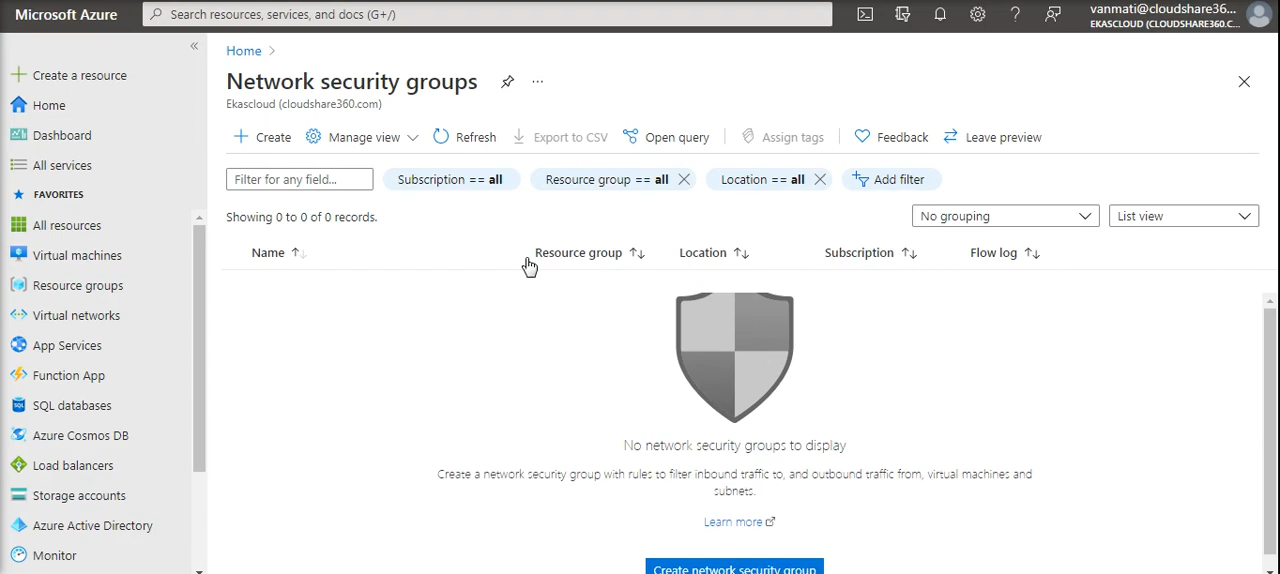 Microsoft Azure
Search resources, services, and docs (G+/)
vanmati@cloudshare36...
EKASCLOUD (CLOUDSHARE360.C...
Create a resource
Home
Dashboard
All services
FAVORITES
All resources
Virtual machines
Resource groups
Virtual networks
App Services
Function App
SQL databases
Azure Cosmos DB
Load balancers
Storage accounts
Azure Active Directory
Monitor
Home
Network security groups
Ekascloud (cloudshare360.com)
Create Manage view Refresh Export to CSV Open query Assign tags Feedback Leave preview
Filter for any field... Subscription == all Resource group == all Location == all Add filter
Showing 0 to 0 of 0 records. No grouping List view
Name Resource group Location Subscription Flow log
No network security groups to display
Create a network security group with rules to filter inbound traffic to, and outbound traffic from, virtual machines and
subnets.
Learn more
Create network security group